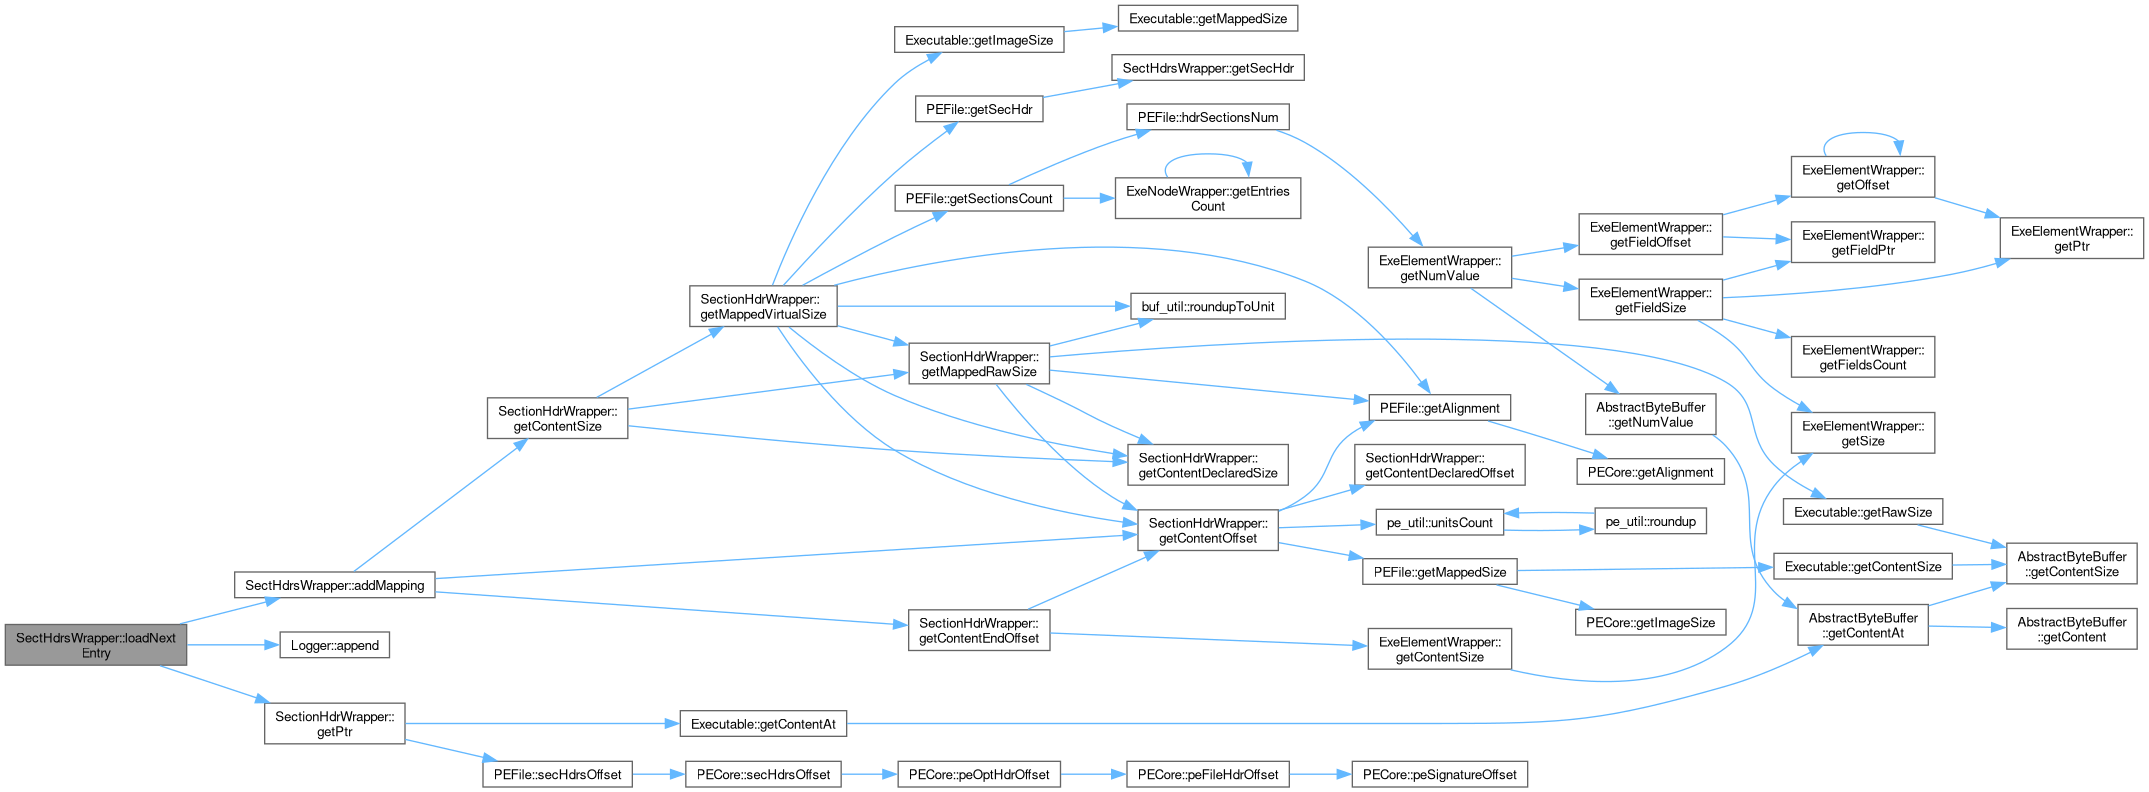 Executable::getMappedSize
Executable::getImageSize
SectHdrsWrapper::getSecHdr
PEFile::getSecHdr
PEFile::hdrSectionsNum
ExeElementWrapper::
getOffset
ExeNodeWrapper::getEntries
Count
PEFile::getSectionsCount
ExeElementWrapper::
getFieldOffset
ExeElementWrapper::
getFieldPtr
ExeElementWrapper::
getPtr
ExeElementWrapper::
getNumValue
ExeElementWrapper::
getFieldSize
SectionHdrWrapper::
getMappedVirtualSize
buf_util::roundupToUnit
SectionHdrWrapper::
getMappedRawSize
ExeElementWrapper::
getFieldsCount
SectionHdrWrapper::
getContentSize
PEFile::getAlignment
AbstractByteBuffer
::getNumValue
ExeElementWrapper::
getSize
SectionHdrWrapper::
getContentDeclaredSize
SectionHdrWrapper::
getContentDeclaredOffset
PECore::getAlignment
Executable::getRawSize
SectionHdrWrapper::
getContentOffset
pe_util::unitsCount
pe_util::roundup
PEFile::getMappedSize
Executable::getContentSize
AbstractByteBuffer
::getContentSize
SectHdrsWrapper::addMapping
SectionHdrWrapper::
getContentEndOffset
PECore::getImageSize
AbstractByteBuffer
::getContentAt
AbstractByteBuffer
::getContent
SectHdrsWrapper::loadNext
Entry
Logger::append
ExeElementWrapper::
getContentSize
SectionHdrWrapper::
getPtr
Executable::getContentAt
PEFile::secHdrsOffset
PECore::secHdrsOffset
PECore::peOptHdrOffset
PECore::peFileHdrOffset
PECore::peSignatureOffset